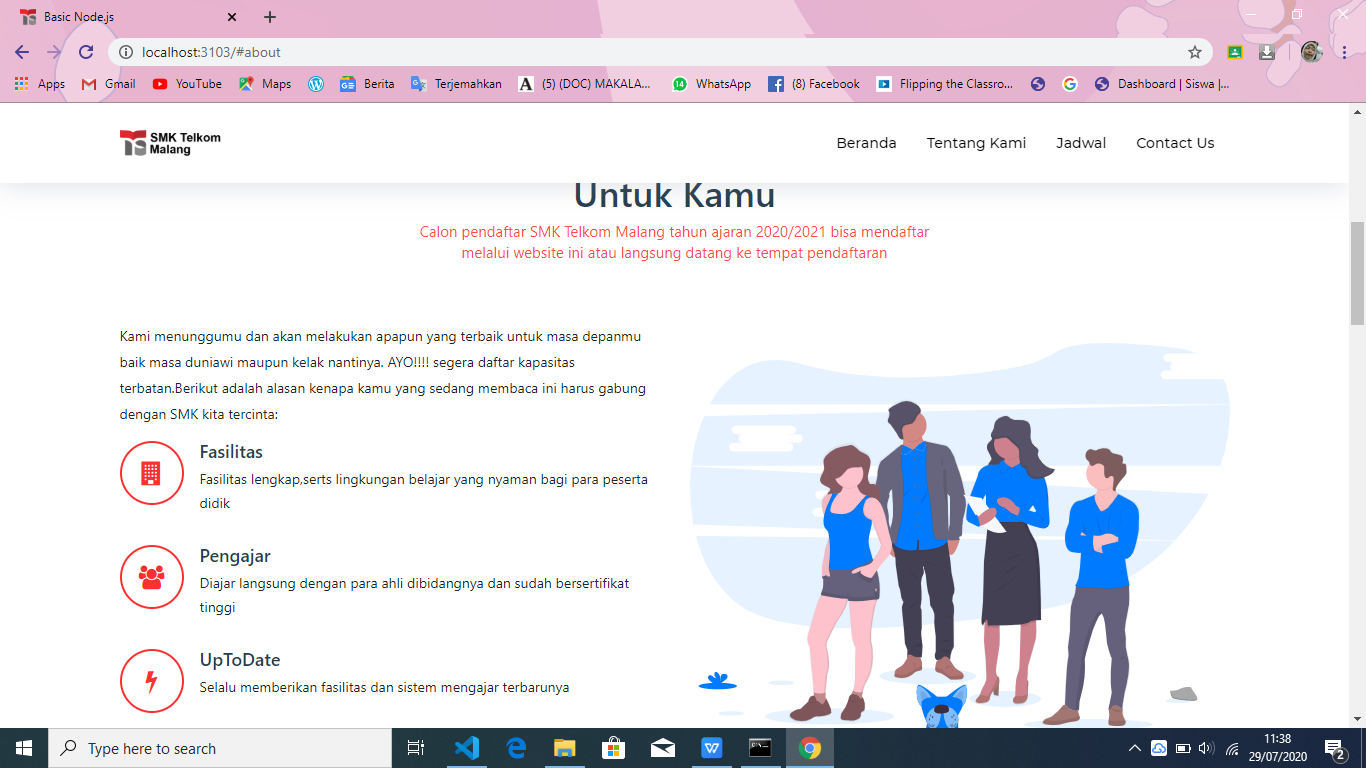 Basic Node.js
localhost:3103/#about
Apps Gmail YouTube Maps Berita Terjemahkan (5) (DOC) MAKALA... WhatsApp (8) Facebook Flipping the Classro... Dashboard | Siswa |...
SMK Telkom
Malang
Beranda Tentang Kami Jadwal Contact Us
Untuk Kamu
Calon pendaftar SMK Telkom Malang tahun ajaran 2020/2021 bisa mendaftar
melalui website ini atau langsung datang ke tempat pendaftaran
Kami menunggumu dan akan melakukan apapun yang terbaik untuk masa depanmu
baik masa duniawi maupun kelak nantinya. AYO!!!! segera daftar kapasitas
terbatan.Berikut adalah alasan kenapa kamu yang sedang membaca ini harus gabung
dengan SMK kita tercinta:
Fasilitas
Fasilitas lengkap,serts lingkungan belajar yang nyaman bagi para peserta
didik
Pengajar
Diajar langsung dengan para ahli dibidangnya dan sudah bersertifikat
tinggi
UpToDate
Selalu memberikan fasilitas dan sistem mengajar terbarunya
Type here to search
11:38
29/07/2020
2